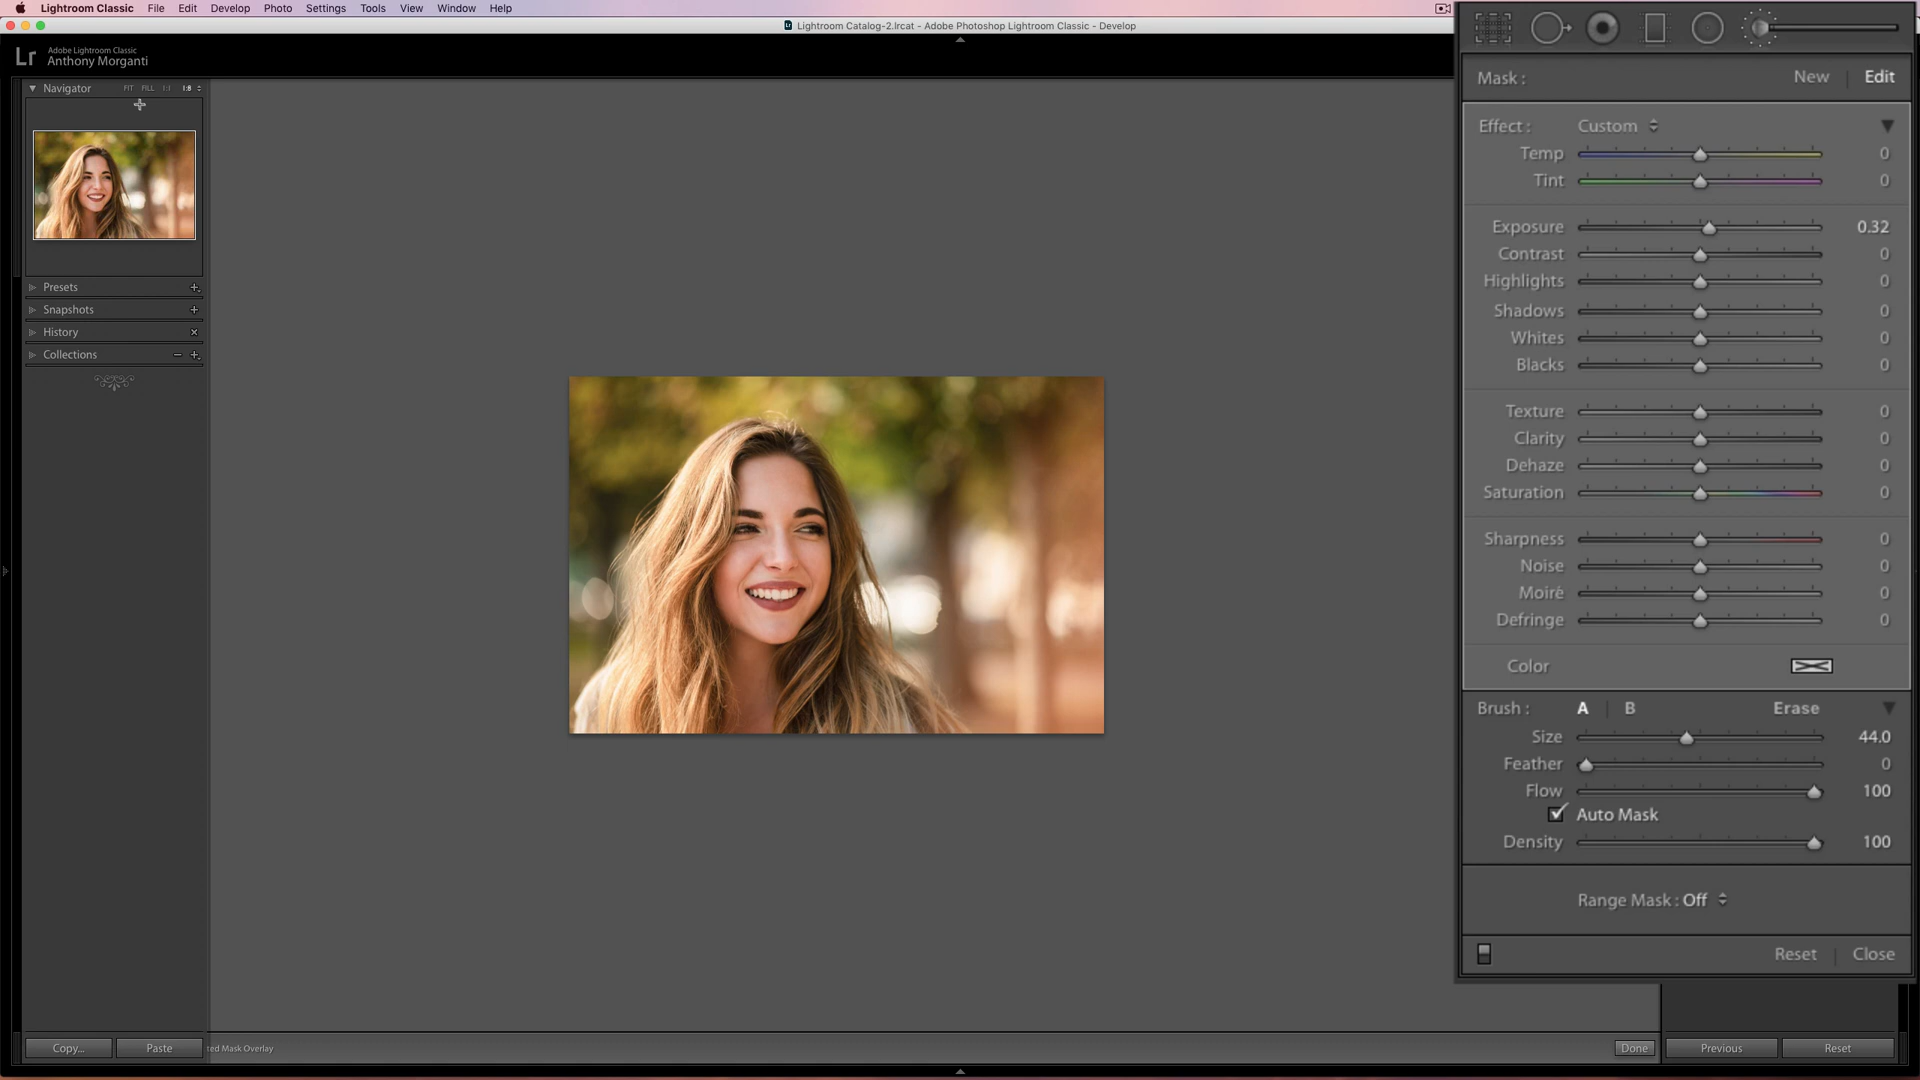 Lightroom Classic File Edit Develop Photo Settings Tools View Window Help
Lightroom Catalog-2.lrcat - Adobe Photoshop Lightroom Classic - Develop
Lr
Adobe Lightroom Classic
Anthony Morganti
Navigator FIT FILL 1:1 1:8
Presets
Snapshots
History
Collections
Copy... Paste
ted Mask Overlay
Done
Previous Reset
Mask : New Edit
Effect : Custom
Temp 0
Tint 0
Exposure 0.32
Contrast 0
Highlights 0
Shadows 0
Whites 0
Blacks 0
Texture 0
Clarity 0
Dehaze 0
Saturation 0
Sharpness 0
Noise 0
Moiré 0
Defringe 0
Color
Brush : A B Erase
Size 44.0
Feather 0
Flow 100
Auto Mask
Density 100
Range Mask : Off
Reset Close